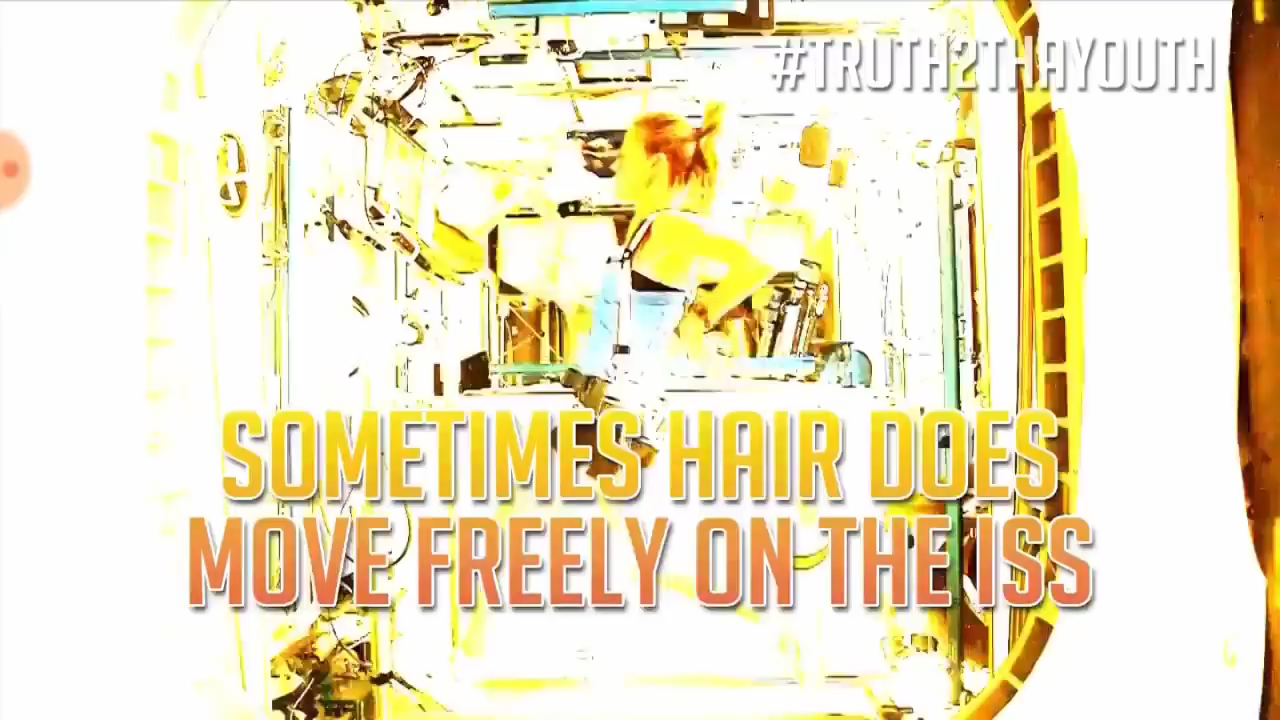 #TRUTH2THAYOUTH
SOMETIMES HAIR DOES
MOVE FREELY ON THE ISS